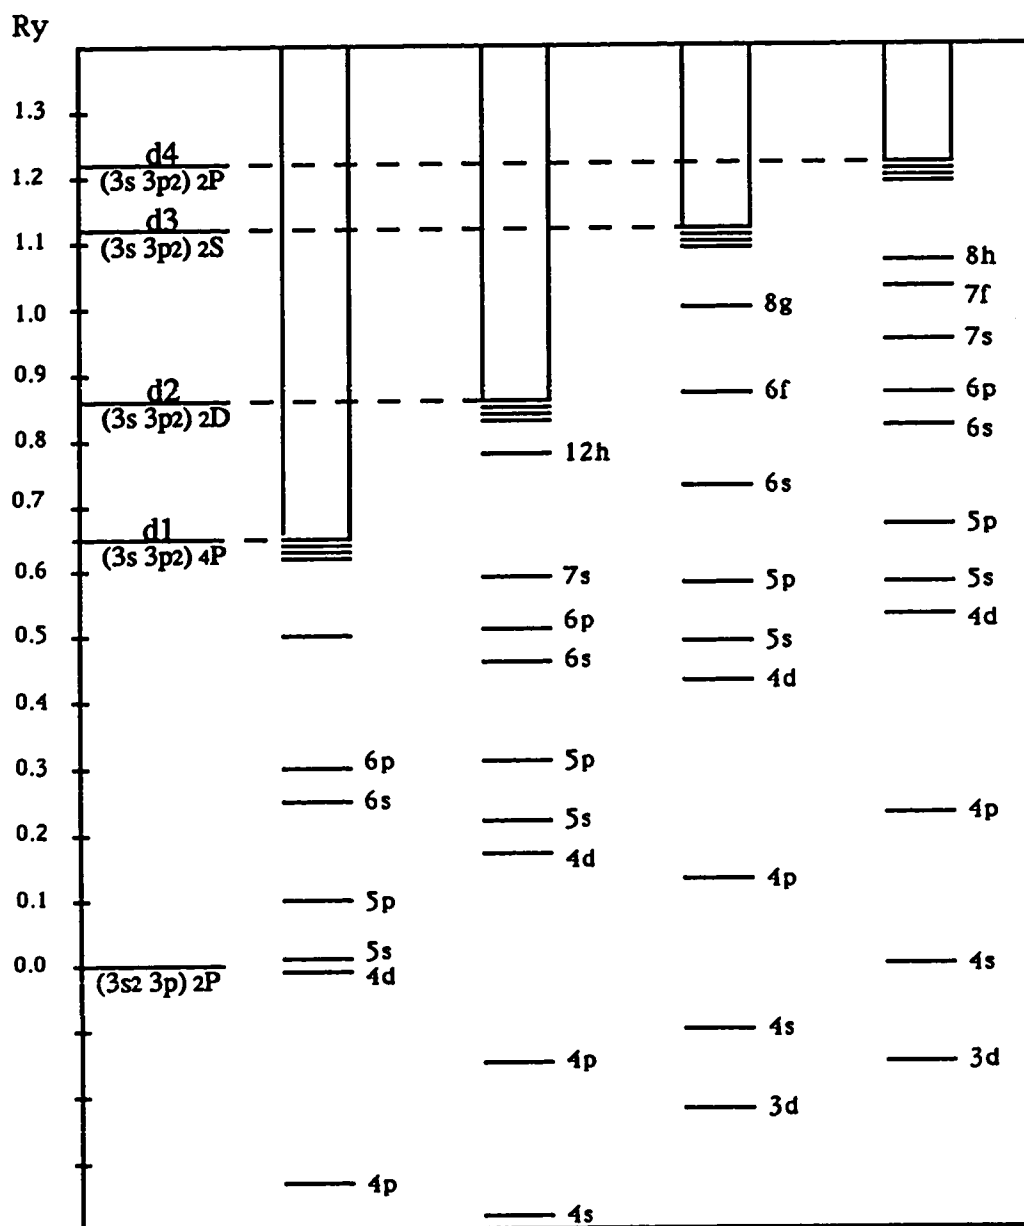 Ry
1.3
d4
1.2
(3s 3p2) 2P
d3
(3s 3p2) 2S
1.1
8h
7f
1.0
8g
7s
0.9
d2
6f
6p
(3s 3p2) 2D
6s
0.8
12h
6s
0.7
5p
d1
(3s 3p2) 4P
0.6
7s
5p
5s
4d
6p
0.5
5s
6s
4d
0.4
6p
5p
0.3
6s
4p
5s
0.2
4d
4p
0.1
5p
5s
4s
0.0
4d
(3s2 3p) 2P
4s
4p
3d
3d
4p
4s